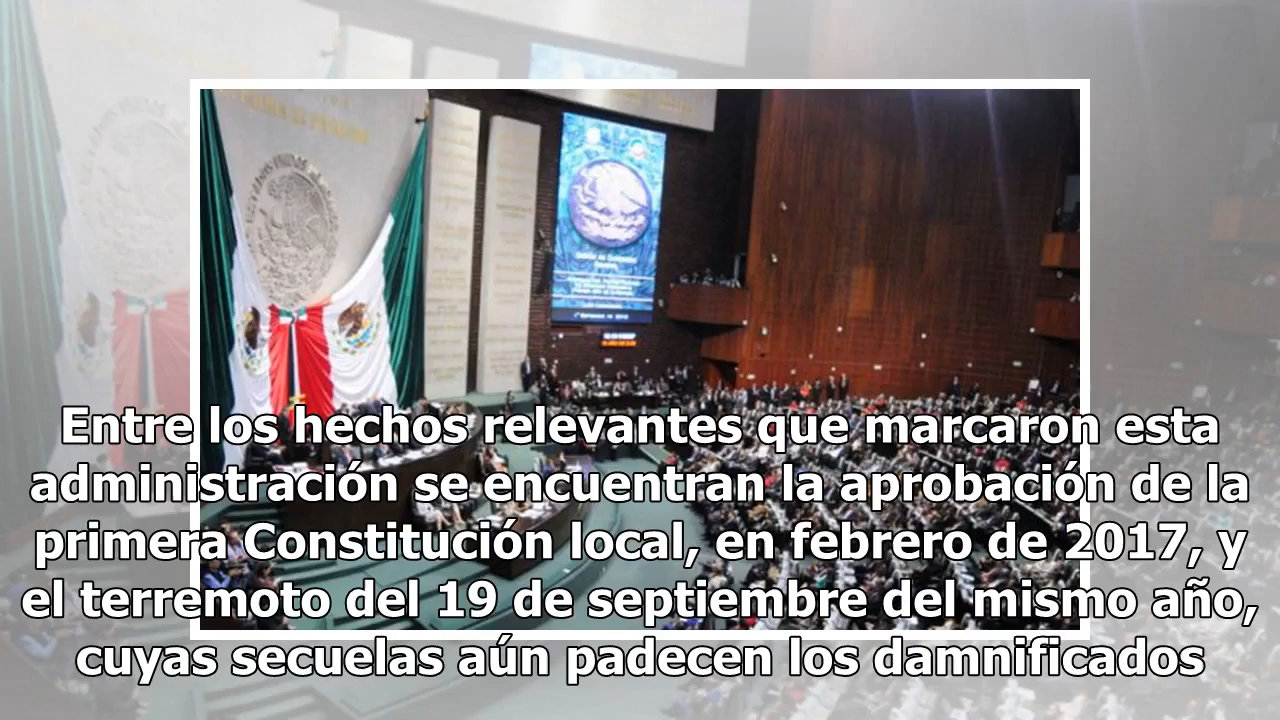 Entre los hechos relevantes que marcaron esta
administración se encuentran la aprobación de la
primera Constitución local, en febrero de 2017, y
el terremoto del 19 de septiembre del mismo año,
cuyas secuelas aún padecen los damnificados